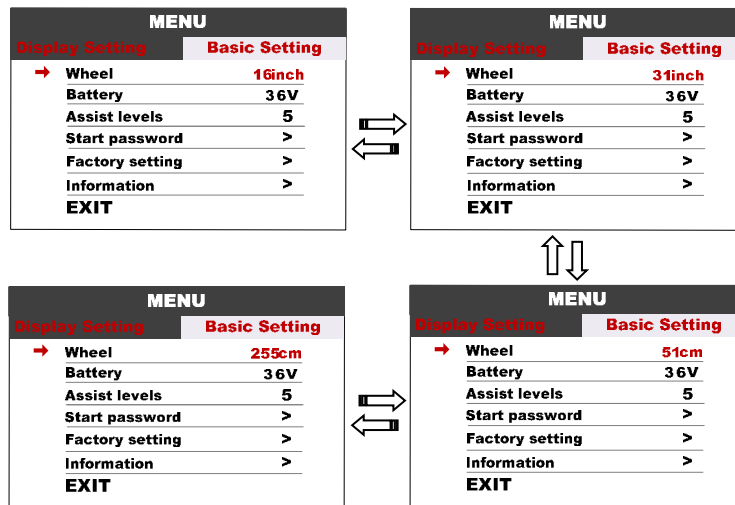 MENU
Display Setting Basic Setting
Wheel 16inch
Battery 36V
Assist levels 5
Start password >
Factory setting >
Information >
EXIT
MENU
Display Setting Basic Setting
Wheel 31inch
Battery 36V
Assist levels 5
Start password >
Factory setting >
Information >
EXIT
MENU
Display Setting Basic Setting
Wheel 255cm
Battery 36V
Assist levels 5
Start password >
Factory setting >
Information >
EXIT
MENU
Display Setting Basic Setting
Wheel 51cm
Battery 36V
Assist levels 5
Start password >
Factory setting >
Information >
EXIT